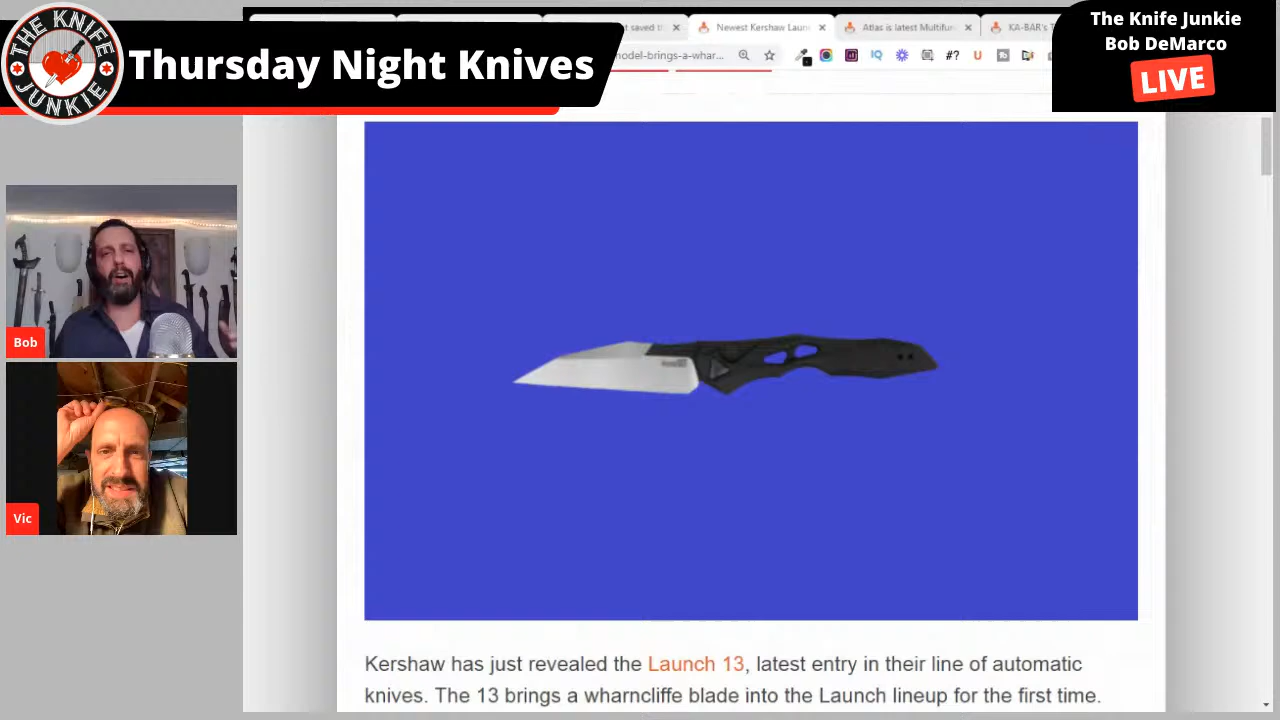 THE KNIFE
JUNKIE
Thursday Night Knives
Newest Kershaw Laun
Atlas is latest Multifun
KA-BAR's T
model-brings-a-whar...
#?
The Knife Junkie
Bob DeMarco
LIVE
Bob
Vic
Kershaw has just revealed the Launch 13, latest entry in their line of automatic
knives. The 13 brings a wharncliffe blade into the Launch lineup for the first time.